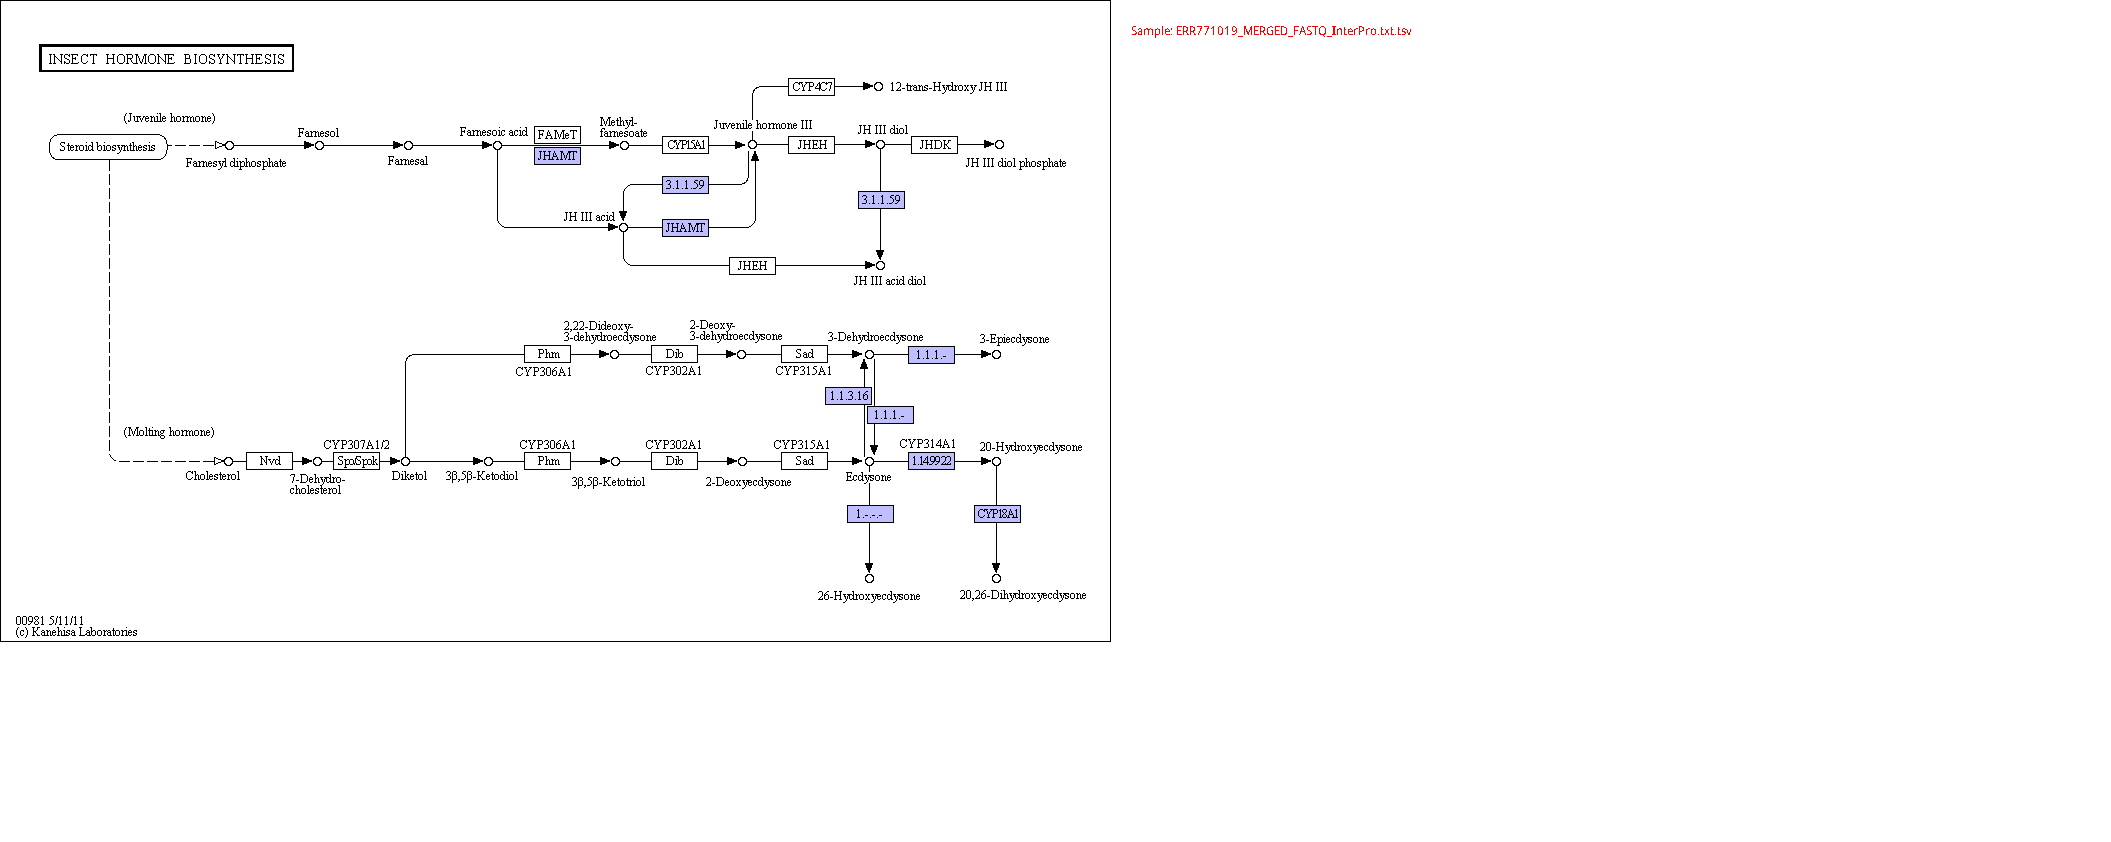 Sample: ERR771019_MERGED_FASTQ_InterPro.txt.tsv
INSECT HORMONE BIOSYNTHESIS
CYP4C7
12-trans-Hydroxy JH III
(Juvenile hormone)
Steroid biosynthesis
Farnesyl diphosphate
Farnesol
Farnesal
Farnesoic acid
FAMeT
JHAMT
Methyl-
farnesoate
CYP15A1
Juvenile hormone III
JHEH
JH III diol
JHDK
JH III diol phosphate
3.1.1.59
3.1.1.59
JH III acid
JHAMT
JHEH
JH III acid diol
2,22-Dideoxy-
3-dehydroecdysone
2-Deoxy-
3-dehydroecdysone
3-Dehydroecdysone
3-Epiecdysone
Phm
CYP306A1
Dib
CYP302A1
Sad
CYP315A1
1.1.1.-
1.1.3.16
1.1.1.-
(Molting hormone)
Cholesterol
Nvd
7-Dehydro-
cholesterol
CYP307A1/2
Spo/Spok
Diketol
3β,5β-Ketodiol
CYP306A1
Phm
3β,5β-Ketotriol
CYP302A1
Dib
2-Deoxyecdysone
CYP315A1
Sad
Ecdysone
CYP314A1
1.14.99.22
20-Hydroxyecdysone
1.-.-.-
CYP18A1
26-Hydroxyecdysone
20,26-Dihydroxyecdysone
00981 5/11/11
(c) Kanehisa Laboratories